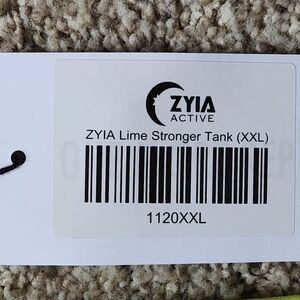 ZYIA
ACTIVE
ZYIA Lime Stronger Tank (XXL)
1120XXL